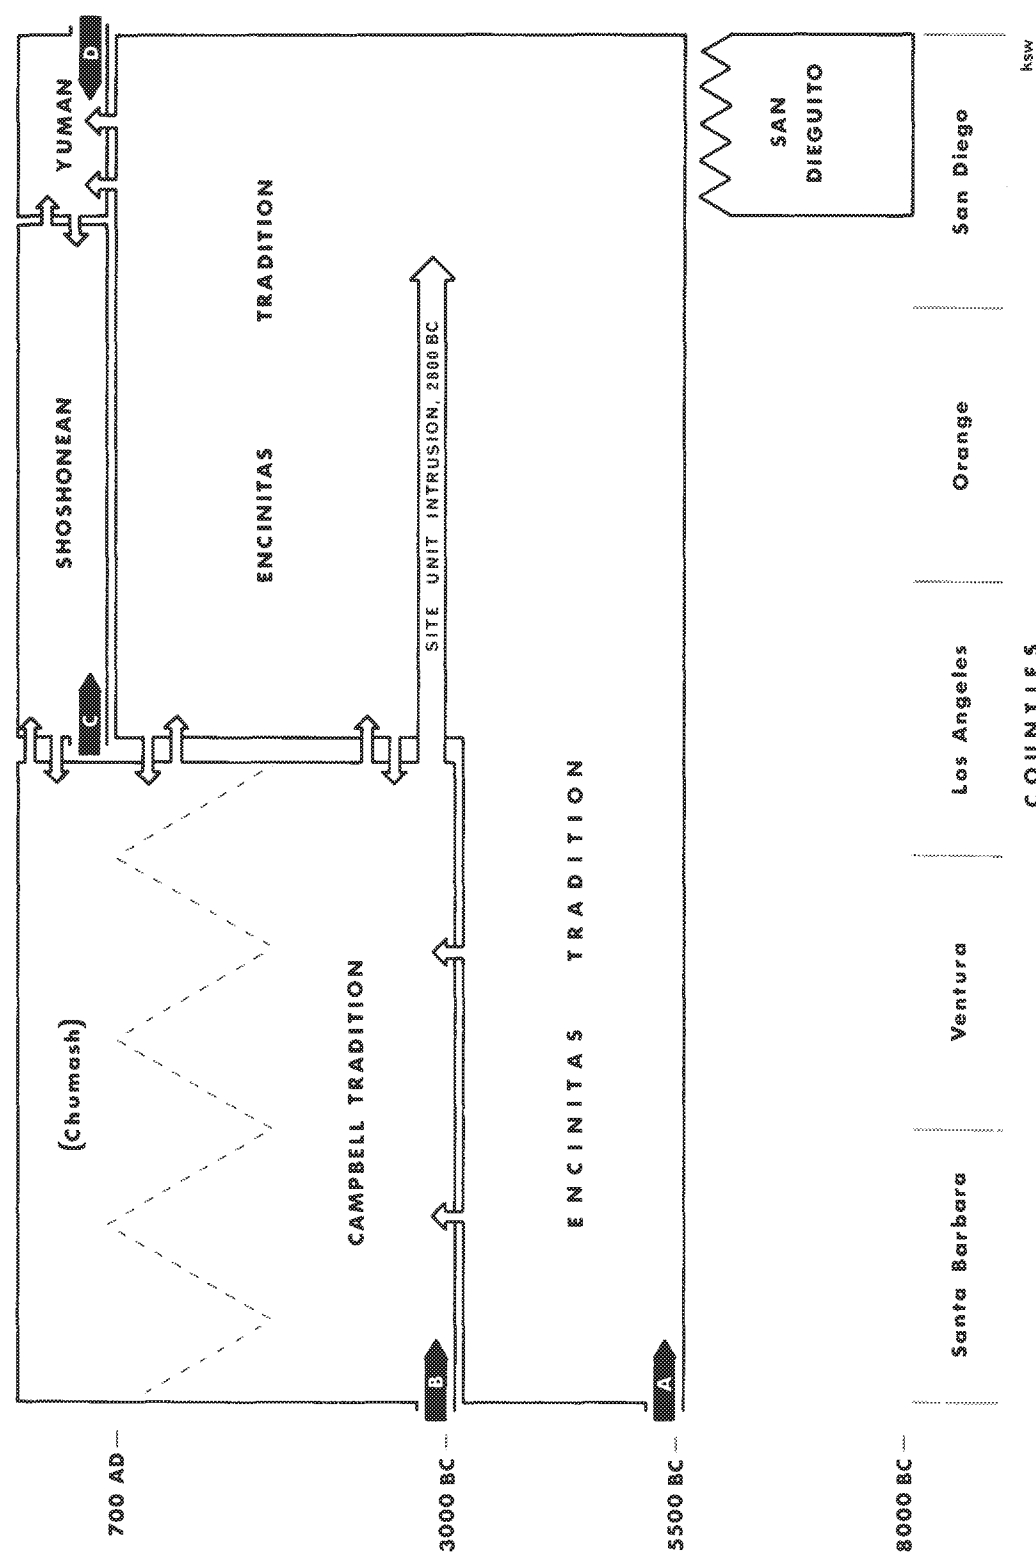 700 AD
3000 BC
5500 BC
8000 BC
(Chumash)
CAMPBELL TRADITION
SHOSHONEAN
YUMAN
ENCINITAS TRADITION
SITE UNIT INTRUSION, 2800 BC
ENCINITAS TRADITION
SAN
DIEGUITO
A
B
C
D
Santa Barbara
Ventura
Los Angeles
Orange
San Diego
COUNTIES
ksw